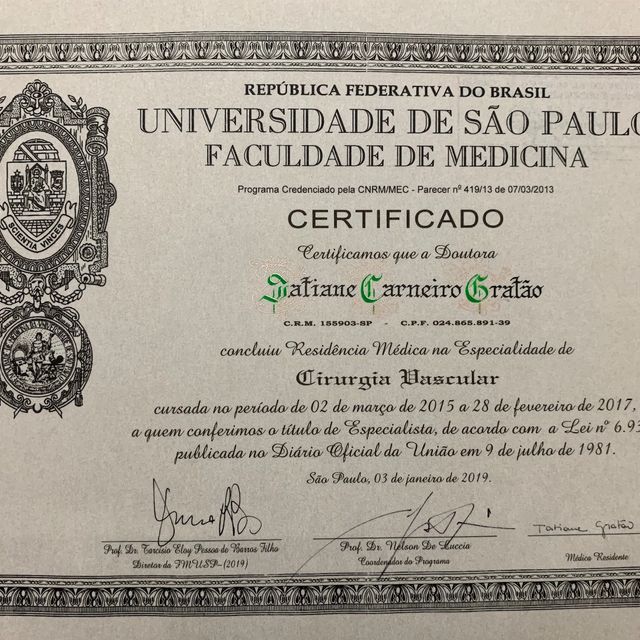 REPÚBLICA FEDERATIVA DO BRASIL
UNIVERSIDADE DE SÃO PAULO
FACULDADE DE MEDICINA
Programa Credenciado pela CNRM/MEC - Parecer nº 419/13 de 07/03/2013
CERTIFICADO
Certificamos que a Doutora
Tatiane Carneiro Gratão
C.R.M. 155903-SP - C.P.F. 024.865.891-39
concluiu Residência Médica na Especialidade de
Cirurgia Vascular
cursada no período de 02 de março de 2015 a 28 de fevereiro de 2017,
a quem conferimos o título de Especialista, de acordo com a Lei nº 6.93
publicada no Diário Oficial da União em 9 de julho de 1981.
São Paulo, 03 de janeiro de 2019.
Tatiane Gratão
Prof. Dr. Tarcisio Eloy Pessoa de Barros Filho
Diretor da FMUSP-(2019)
Prof. Dr. Nelson De Luccia
Coordenador do Programa
Médica Residente
SCIENTIA VINCES